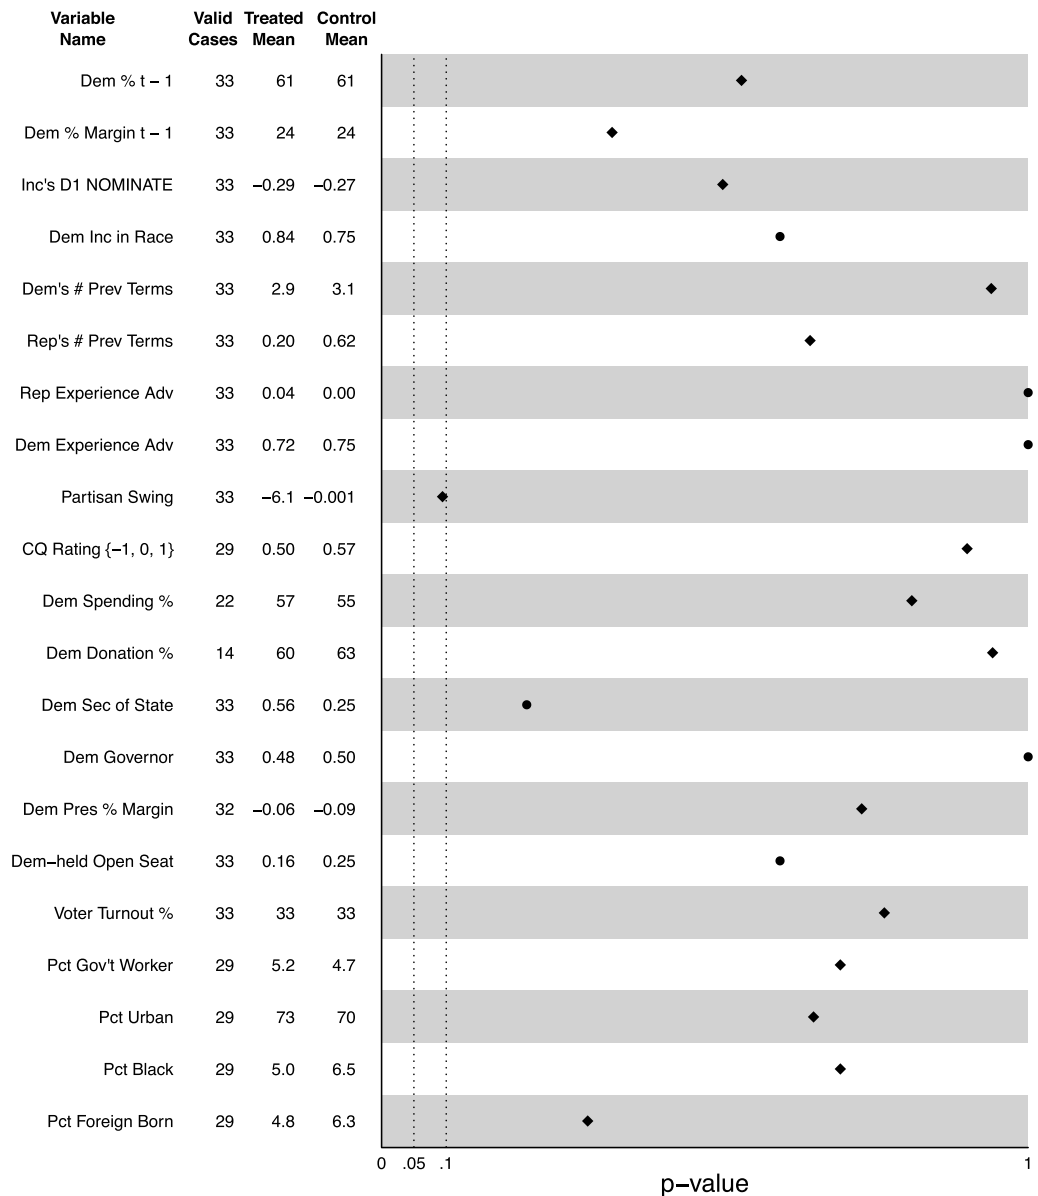 Variable Valid Treated Control
Name Cases Mean Mean
Dem % t − 1 33 61 61
Dem % Margin t − 1 33 24 24
Inc's D1 NOMINATE 33 −0.29 −0.27
Dem Inc in Race 33 0.84 0.75
Dem's # Prev Terms 33 2.9 3.1
Rep's # Prev Terms 33 0.20 0.62
Rep Experience Adv 33 0.04 0.00
Dem Experience Adv 33 0.72 0.75
Partisan Swing 33 −6.1 −0.001
CQ Rating {−1, 0, 1} 29 0.50 0.57
Dem Spending % 22 57 55
Dem Donation % 14 60 63
Dem Sec of State 33 0.56 0.25
Dem Governor 33 0.48 0.50
Dem Pres % Margin 32 −0.06 −0.09
Dem−held Open Seat 33 0.16 0.25
Voter Turnout % 33 33 33
Pct Gov't Worker 29 5.2 4.7
Pct Urban 29 73 70
Pct Black 29 5.0 6.5
Pct Foreign Born 29 4.8 6.3
0 .05 .1 1
p−value